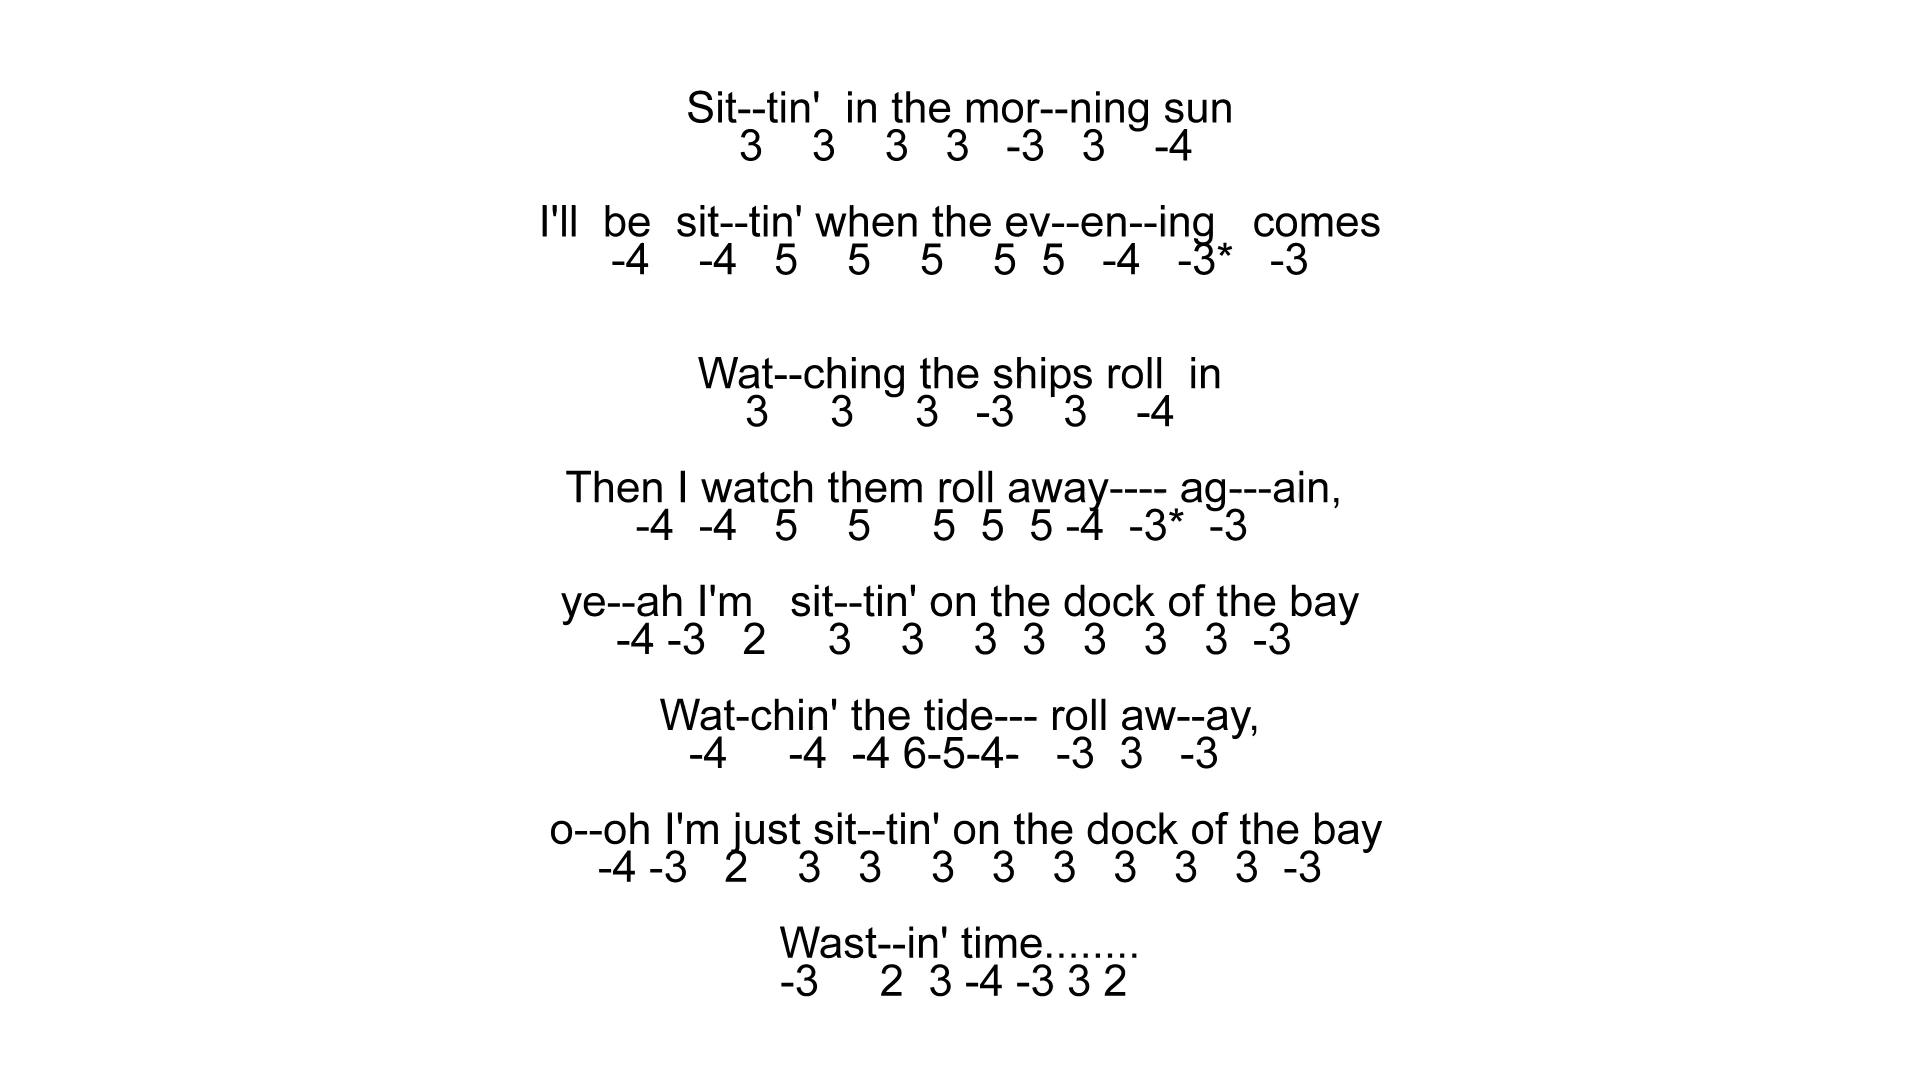 Sit--tin'  in the mor--ning sun
3    3    3   3   -3   3    -4
I'll  be  sit--tin' when the ev--en--ing   comes
-4    -4   5    5    5    5  5   -4   -3*   -3
Wat--ching the ships roll  in
3     3     3   -3    3    -4
Then I watch them roll away---- ag---ain,
-4  -4   5    5     5  5  5 -4  -3*  -3
ye--ah I'm   sit--tin' on the dock of the bay
-4 -3   2     3    3    3  3   3   3   3  -3
Wat-chin' the tide--- roll aw--ay,
-4     -4  -4 6-5-4-   -3  3   -3
o--oh I'm just sit--tin' on the dock of the bay
-4 -3   2    3   3    3   3   3   3   3   3  -3
Wast--in' time........
-3     2  3 -4 -3 3 2